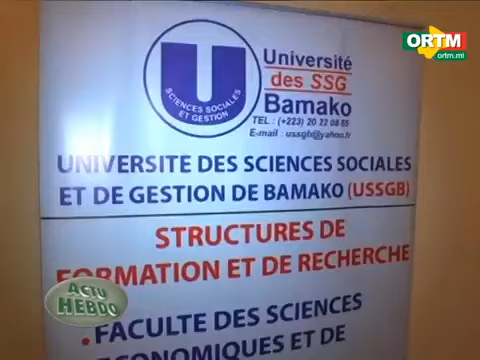 ORTM
ortm.ml
U
SCIENCES SOCIALES
ET GESTION
Université
des SSG
Bamako
TEL : (+223) 20 22 08 65
E-mail : ussgb@yahoo.fr
UNIVERSITE DES SCIENCES SOCIALES
ET DE GESTION DE BAMAKO (USSGB)
STRUCTURES DE
FORMATION ET DE RECHERCHE
ACTU
HEBDO
.FACULTE DES SCIENCES
ECONOMIQUES ET DE